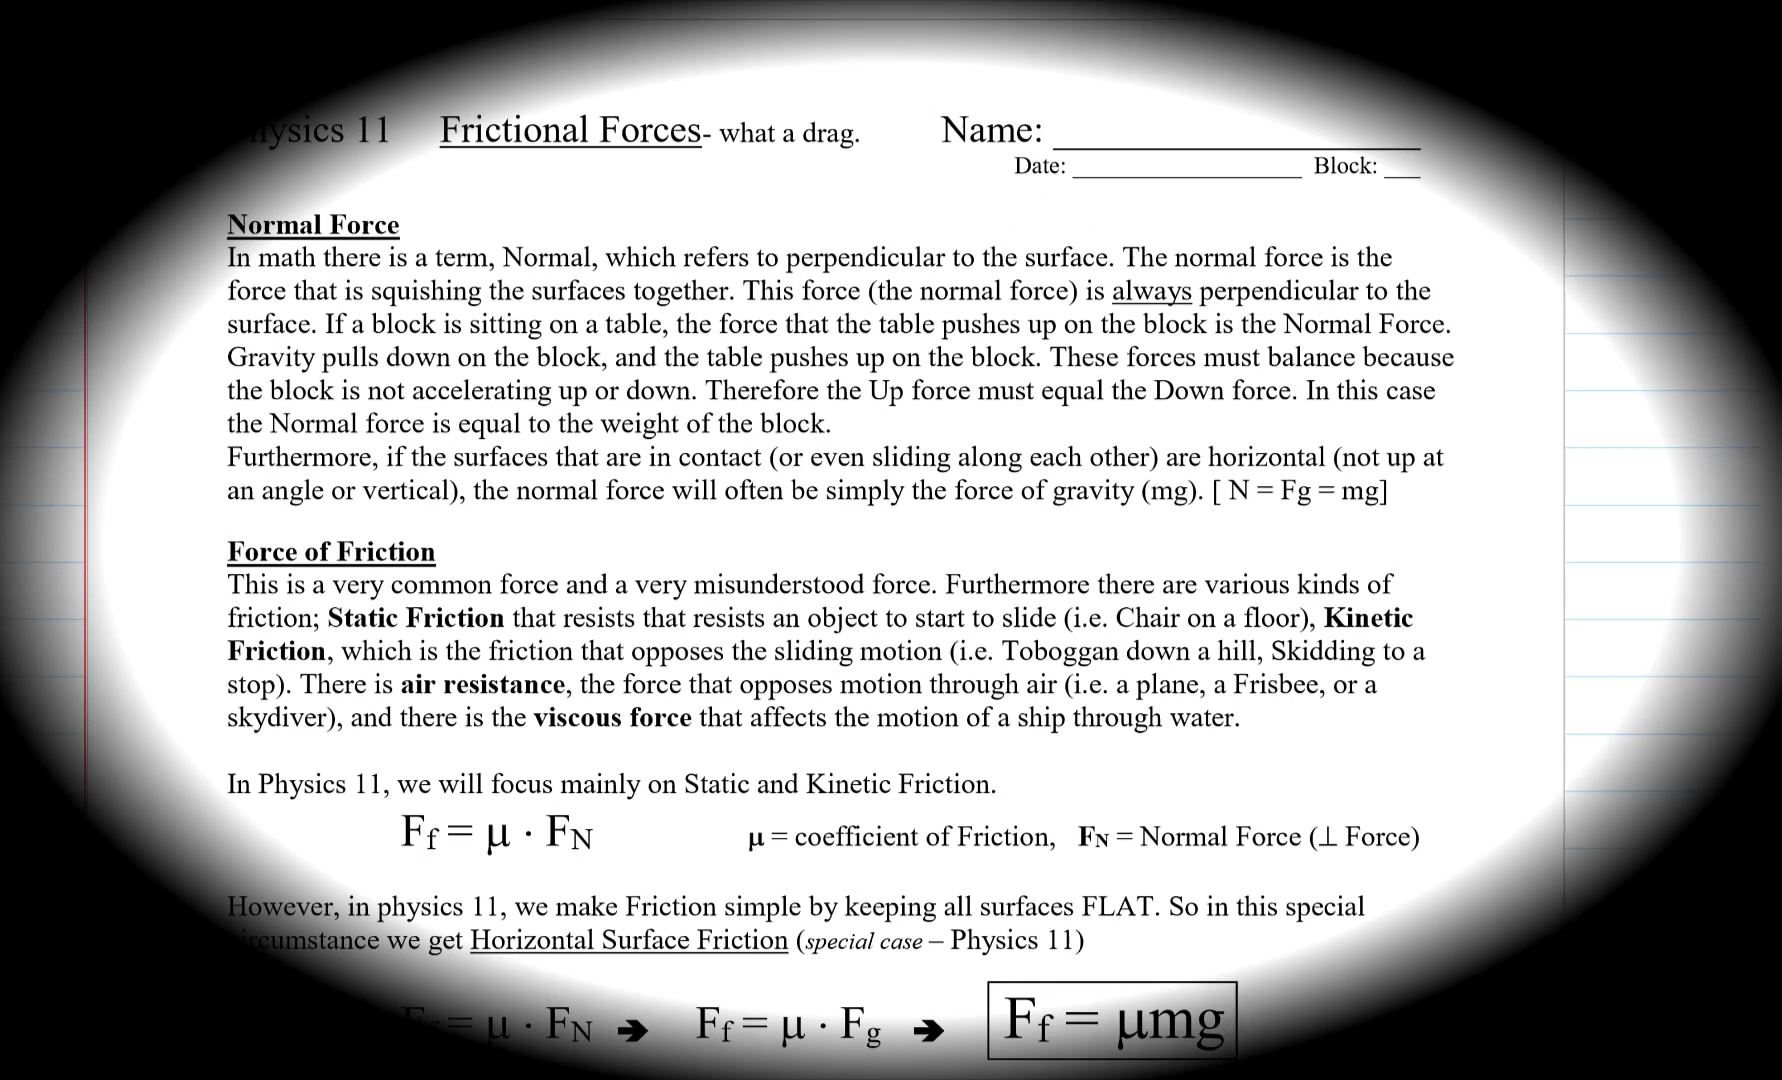 Physics 11 Frictional Forces- what a drag. Name: ____________
Date: ____________ Block: ___
Normal Force
In math there is a term, Normal, which refers to perpendicular to the surface. The normal force is the
force that is squishing the surfaces together. This force (the normal force) is always perpendicular to the
surface. If a block is sitting on a table, the force that the table pushes up on the block is the Normal Force.
Gravity pulls down on the block, and the table pushes up on the block. These forces must balance because
the block is not accelerating up or down. Therefore the Up force must equal the Down force. In this case
the Normal force is equal to the weight of the block.
Furthermore, if the surfaces that are in contact (or even sliding along each other) are horizontal (not up at
an angle or vertical), the normal force will often be simply the force of gravity (mg). [ N = Fg = mg]
Force of Friction
This is a very common force and a very misunderstood force. Furthermore there are various kinds of
friction; Static Friction that resists that resists an object to start to slide (i.e. Chair on a floor), Kinetic
Friction, which is the friction that opposes the sliding motion (i.e. Toboggan down a hill, Skidding to a
stop). There is air resistance, the force that opposes motion through air (i.e. a plane, a Frisbee, or a
skydiver), and there is the viscous force that affects the motion of a ship through water.
In Physics 11, we will focus mainly on Static and Kinetic Friction.
Ff = μ · FN μ = coefficient of Friction, FN = Normal Force (⊥ Force)
However, in physics 11, we make Friction simple by keeping all surfaces FLAT. So in this special
circumstance we get Horizontal Surface Friction (special case – Physics 11)
Ff = μ · FN ➔ Ff = μ · Fg ➔ Ff = μmg